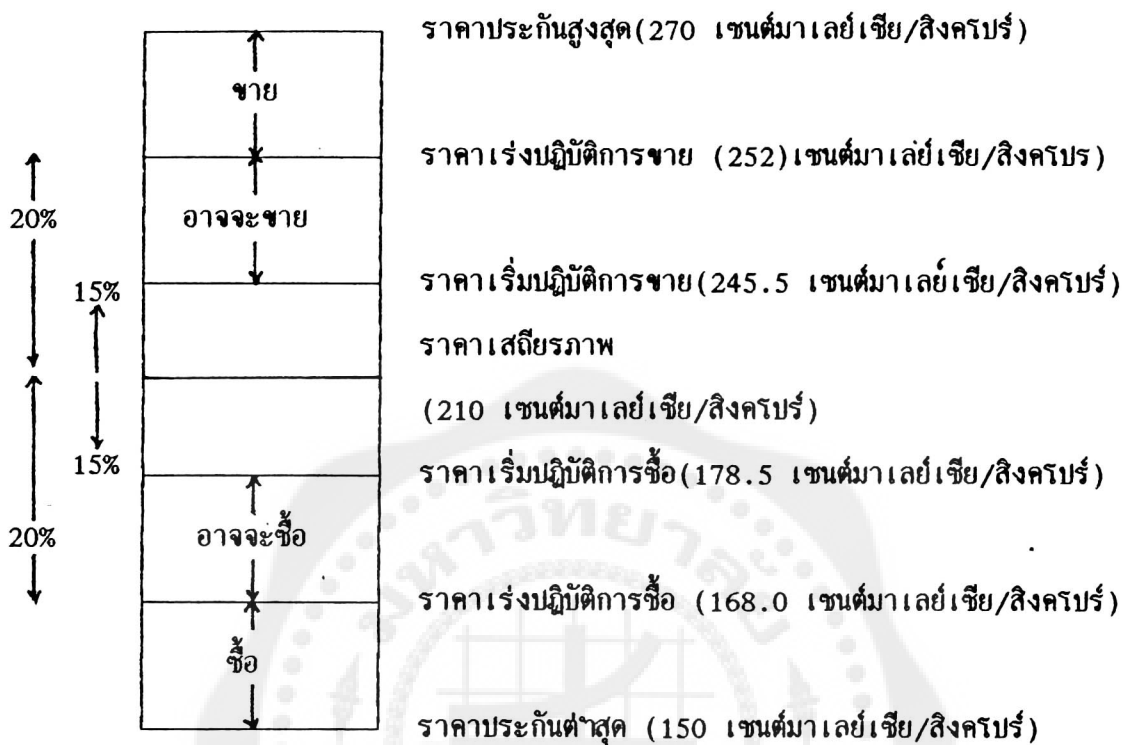 ราคาประกันสูงสุด(270 เซนต์มาเลย์เซีย/สิงคโปร์)
ขาย
ราคาเร่งปฏิบัติการขาย (252)เซนต์มาเลย์เซีย/สิงคโปร)
20%
อาจจะขาย
15%
ราคาเริ่มปฏิบัติการขาย(245.5 เซนต์มาเลย์เซีย/สิงคโปร์)
ราคาเสถียรภาพ
(210 เซนต์มาเลย์เซีย/สิงคโปร์)
15%
ราคาเริ่มปฏิบัติการซื้อ(178.5 เซนต์มาเลย์เซีย/สิงคโปร์)
20%
อาจจะซื้อ
ราคาเร่งปฏิบัติการซื้อ (168.0 เซนต์มาเลย์เซีย/สิงคโปร์)
ซื้อ
ราคาประกันต่ำสุด (150 เซนต์มาเลย์เซีย/สิงคโปร์)
มหาวิทยาลัย